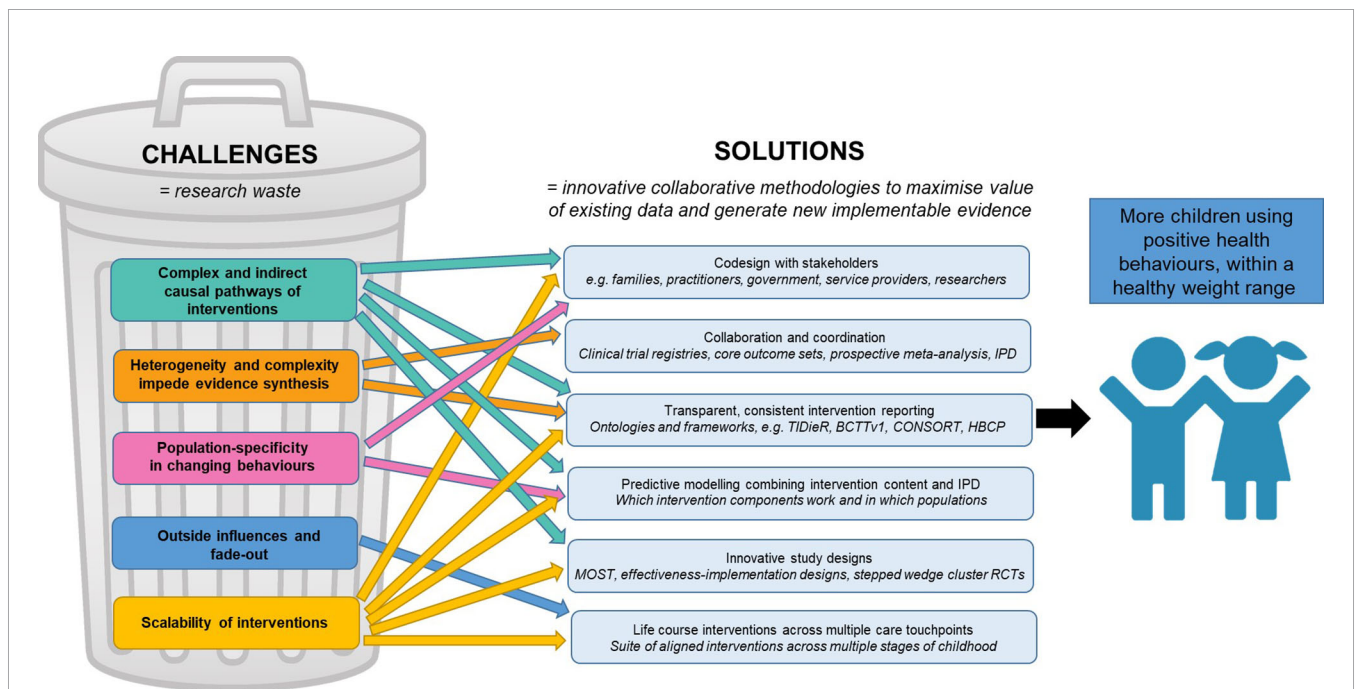 CHALLENGES
= research waste
Complex and indirect
causal pathways of
interventions
Heterogeneity and complexity
impede evidence synthesis
Population-specificity
in changing behaviours
Outside influences and
fade-out
Scalability of interventions
SOLUTIONS
= innovative collaborative methodologies to maximise value
of existing data and generate new implementable evidence
Codesign with stakeholders
e.g. families, practitioners, government, service providers, researchers
Collaboration and coordination
Clinical trial registries, core outcome sets, prospective meta-analysis, IPD
Transparent, consistent intervention reporting
Ontologies and frameworks, e.g. TIDieR, BCTTv1, CONSORT, HBCP
Predictive modelling combining intervention content and IPD
Which intervention components work and in which populations
Innovative study designs
MOST, effectiveness-implementation designs, stepped wedge cluster RCTs
Life course interventions across multiple care touchpoints
Suite of aligned interventions across multiple stages of childhood
More children using
positive health
behaviours, within a
healthy weight range